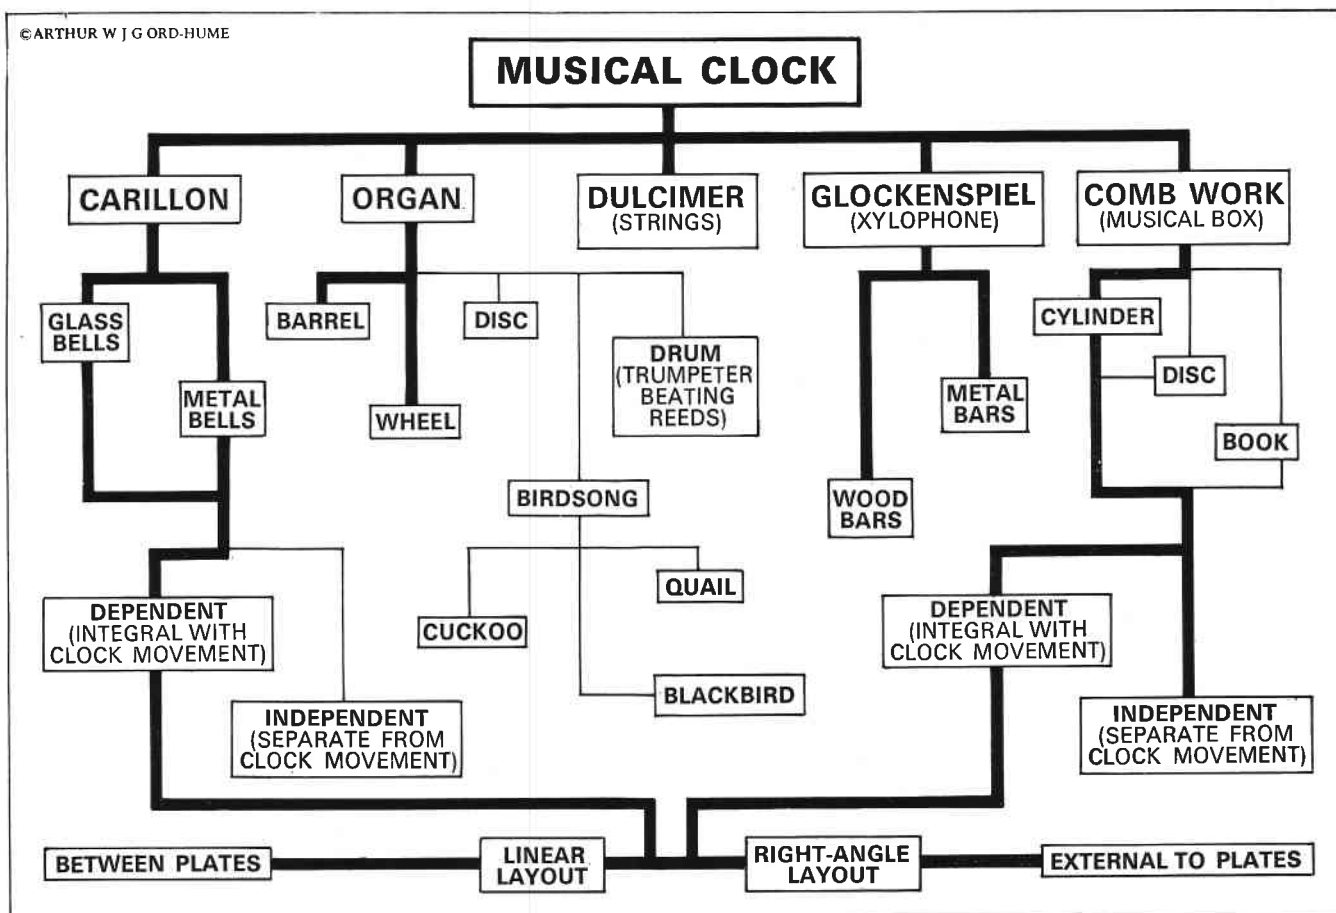 ©ARTHUR W J G ORD-HUME
MUSICAL CLOCK
CARILLON
ORGAN
DULCIMER
(STRINGS)
GLOCKENSPIEL
(XYLOPHONE)
COMB WORK
(MUSICAL BOX)
GLASS
BELLS
METAL
BELLS
BARREL
WHEEL
DISC
DRUM
(TRUMPETER
BEATING
REEDS)
BIRDSONG
CUCKOO
QUAIL
BLACKBIRD
METAL
BARS
WOOD
BARS
CYLINDER
DISC
BOOK
DEPENDENT
(INTEGRAL WITH
CLOCK MOVEMENT)
INDEPENDENT
(SEPARATE FROM
CLOCK MOVEMENT)
DEPENDENT
(INTEGRAL WITH
CLOCK MOVEMENT)
INDEPENDENT
(SEPARATE FROM
CLOCK MOVEMENT)
BETWEEN PLATES
LINEAR
LAYOUT
RIGHT-ANGLE
LAYOUT
EXTERNAL TO PLATES